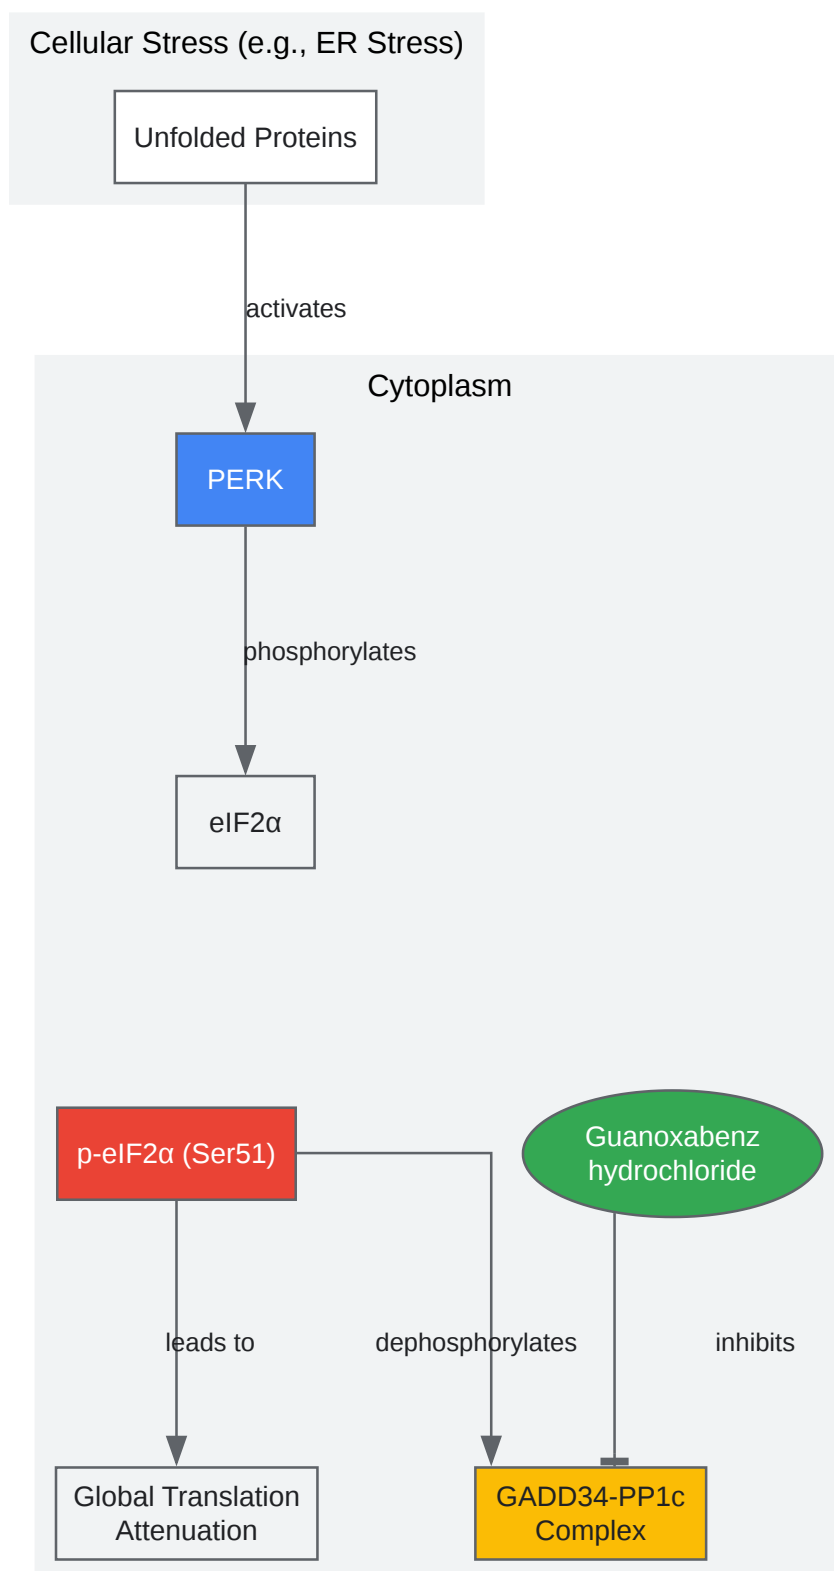 Cellular Stress (e.g., ER Stress)
Unfolded Proteins
activates
Cytoplasm
PERK
phosphorylates
eIF2α
p-eIF2α (Ser51)
Guanoxabenz
hydrochloride
leads to
dephosphorylates
inhibits
Global Translation
Attenuation
GADD34-PP1c
Complex